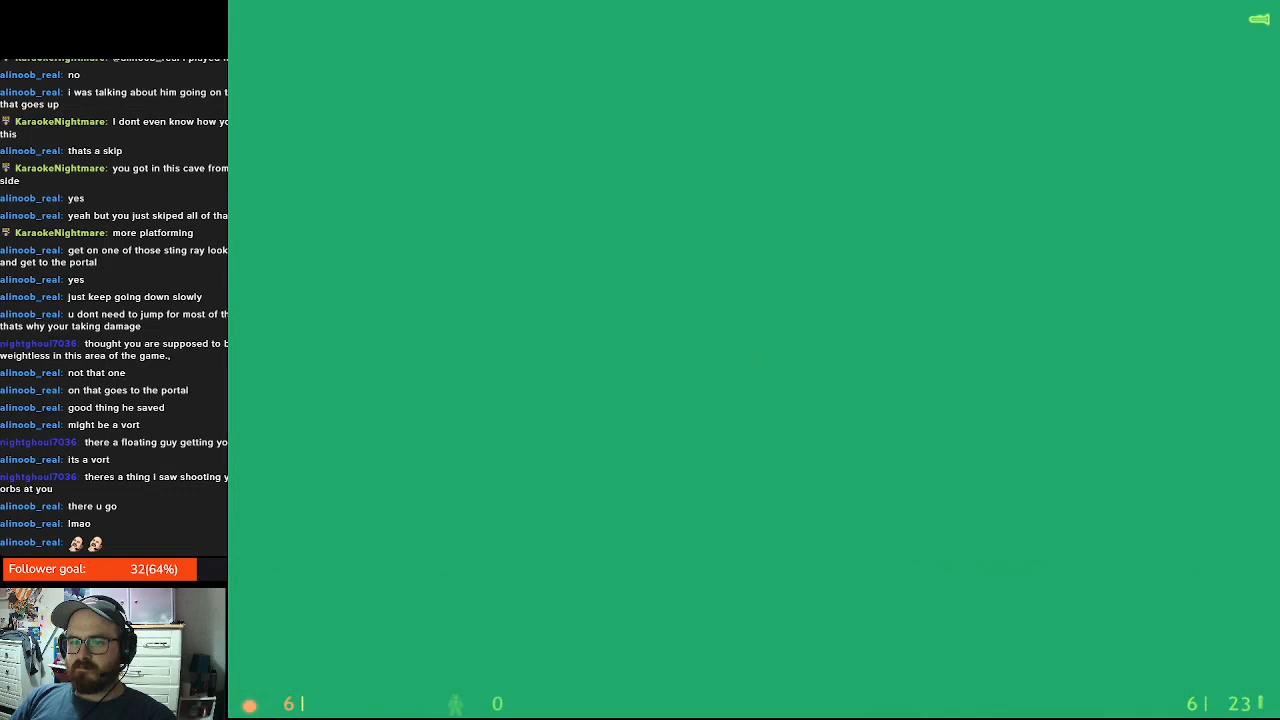 KaraokeNightmare: @alinoob_real i played
alinoob_real: no
alinoob_real: i was talking about him going on
that goes up
KaraokeNightmare: I dont even know how
this
alinoob_real: thats a skip
KaraokeNightmare: you got in this cave from
side
alinoob_real: yes
alinoob_real: yeah but you just skiped all of
KaraokeNightmare: more platforming
alinoob_real: get on one of those sting ray look
and get to the portal
alinoob_real: yes
alinoob_real: just keep going down slowly
alinoob_real: u dont need to jump for most of
thats why your taking damage
nightghoul7036: thought you are supposed to
weightless in this area of the game.,
alinoob_real: not that one
alinoob_real: on that goes to the portal
alinoob_real: good thing he saved
alinoob_real: might be a vort
nightghoul7036: there a floating guy getting
alinoob_real: its a vort
nightghoul7036: theres a thing I saw shooting
orbs at you
alinoob_real: there u go
alinoob_real: lmao
alinoob_real:
Follower goal: 32(64%)
6 0 6 23